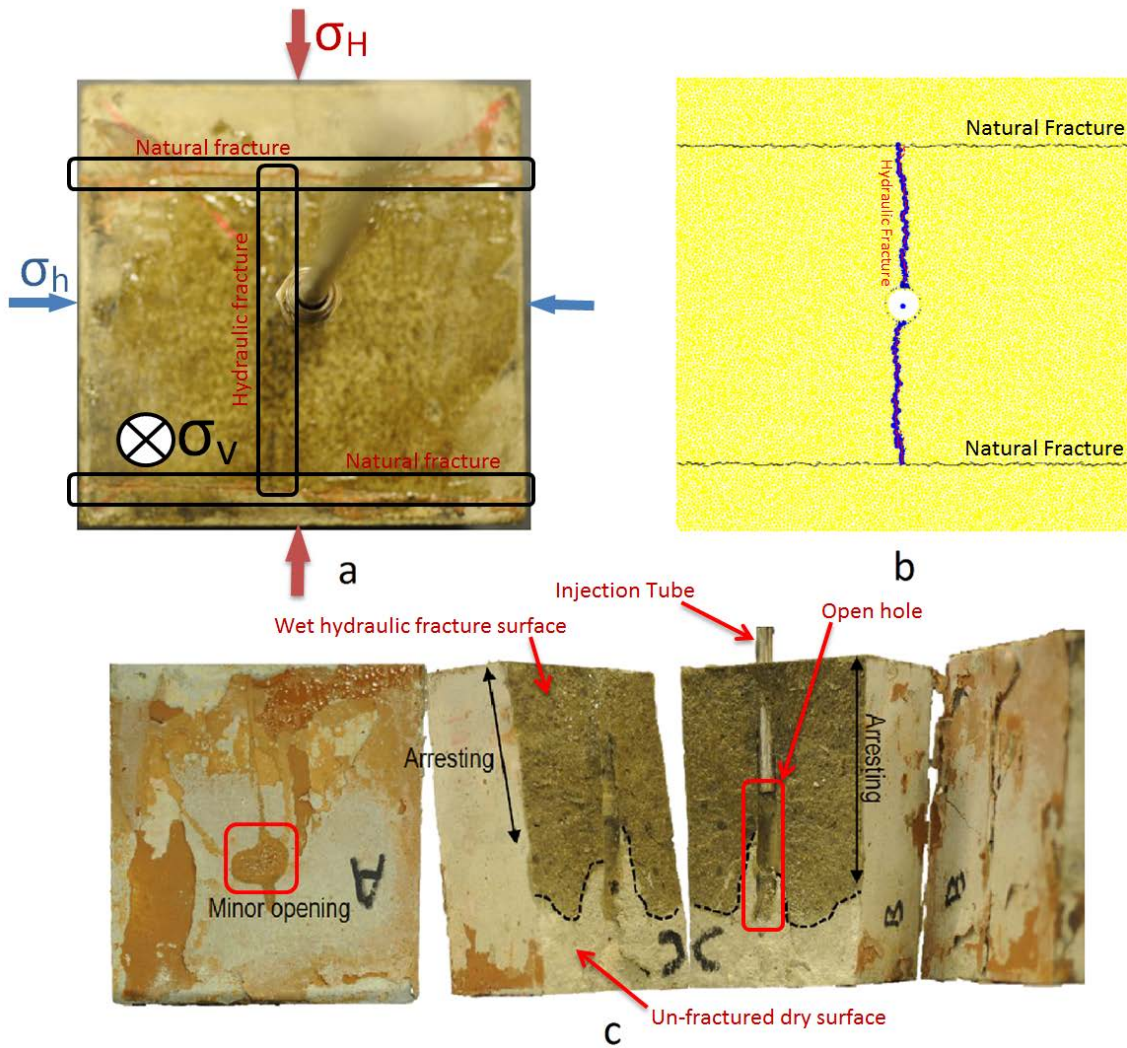 σH
Natural fracture
σh
Hydraulic fracture
σv
Natural fracture
a
Natural Fracture
Hydraulic Fracture
Natural Fracture
b
Injection Tube
Open hole
Wet hydraulic fracture surface
Arresting
Arresting
Minor opening
A
B
B
Un-fractured dry surface
c